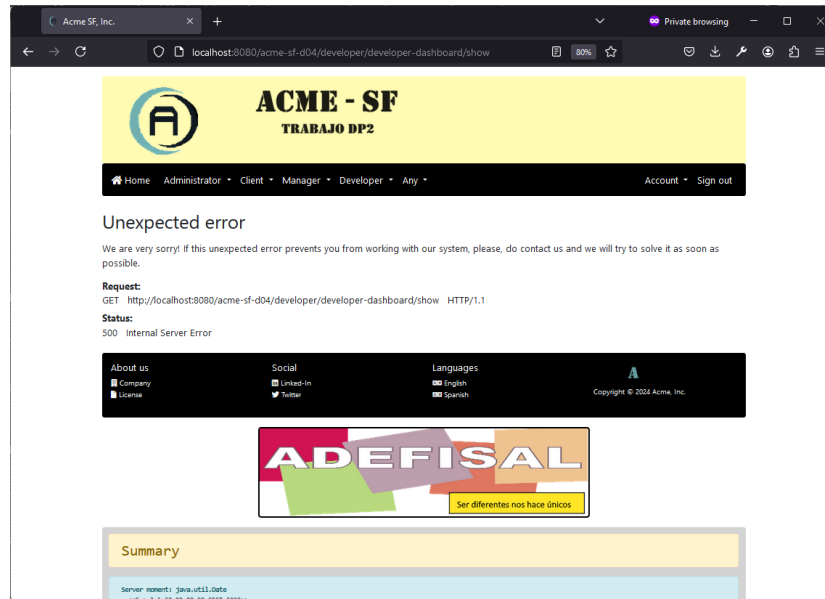 Acme SF, Inc.
Private browsing
localhost:8080/acme-sf-d04/developer/developer-dashboard/show
80%
A
ACME - SF
TRABAJO DP2
Home Administrator Client Manager Developer Any Account Sign out
Unexpected error
We are very sorry! If this unexpected error prevents you from working with our system, please, do contact us and we will try to solve it as soon as
possible.
Request:
GET http://localhost:8080/acme-sf-d04/developer/developer-dashboard/show HTTP/1.1
Status:
500 Internal Server Error
About us Social Languages
Company Linked-In English
License Twitter Spanish
A
Copyright © 2024 Acme, Inc.
ADEFISAL
Ser diferentes nos hace únicos
Summary
Server moment: java.util.Date